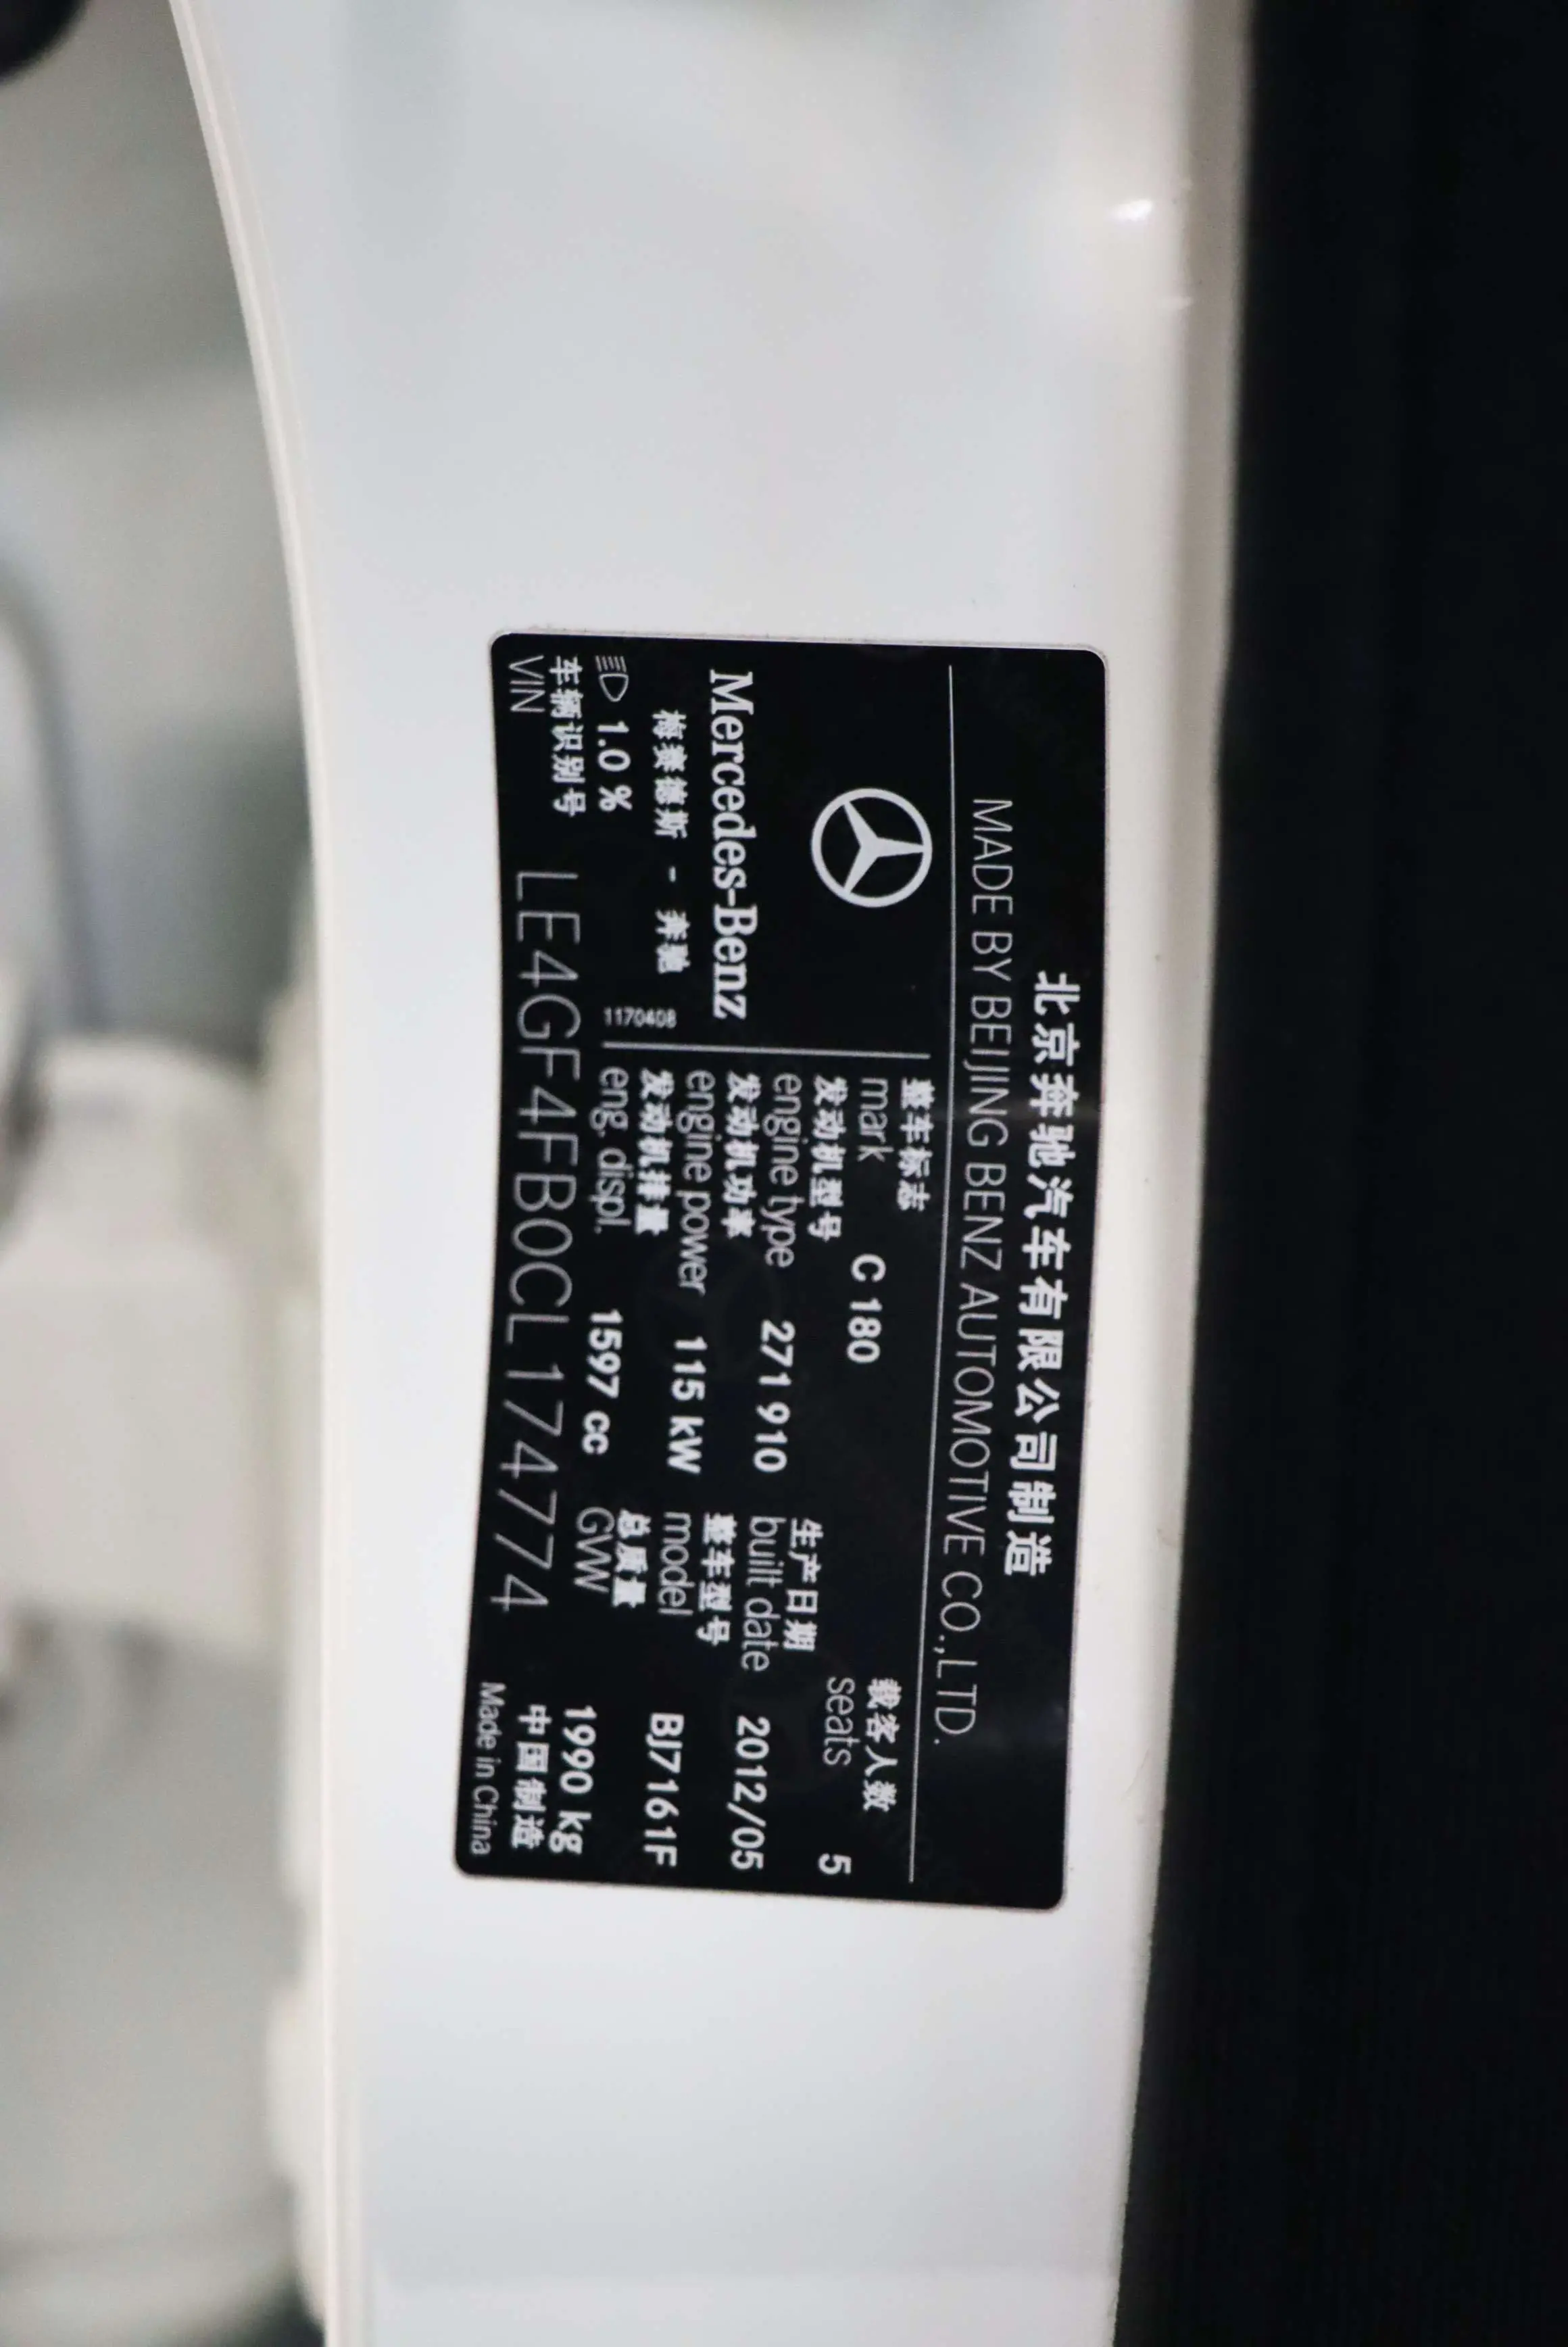 北京奔驰汽车有限公司制造
MADE BY BEIJING BENZ AUTOMOTIVE CO.,LTD.
Mercedes-Benz
梅赛德斯 - 奔驰
1.0 %
1170408
整车标志
mark C 180
发动机型号
engine type 271 910
发动机功率
engine power 115 kW
发动机排量
eng. displ. 1597 cc
载客人数
seats 5
生产日期
built date 2012/05
整车型号
model BJ7161F
总质量
GVW 1990 kg
车辆识别号
VIN LE4GF4FB0CL174774
中国制造
Made in China